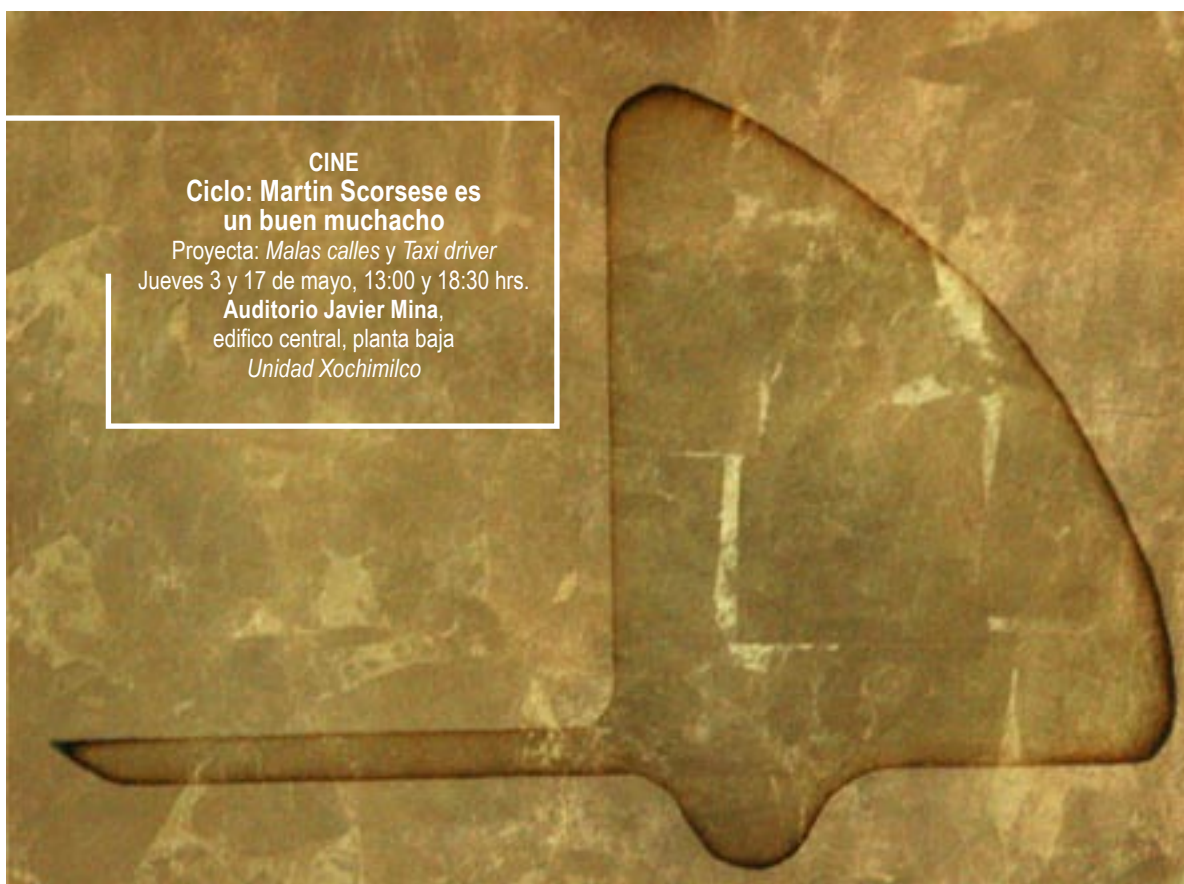 CINE
Ciclo: Martin Scorsese es
un buen muchacho
Proyecta: Malas calles y Taxi driver
Jueves 3 y 17 de mayo, 13:00 y 18:30 hrs.
Auditorio Javier Mina,
edifico central, planta baja
Unidad Xochimilco